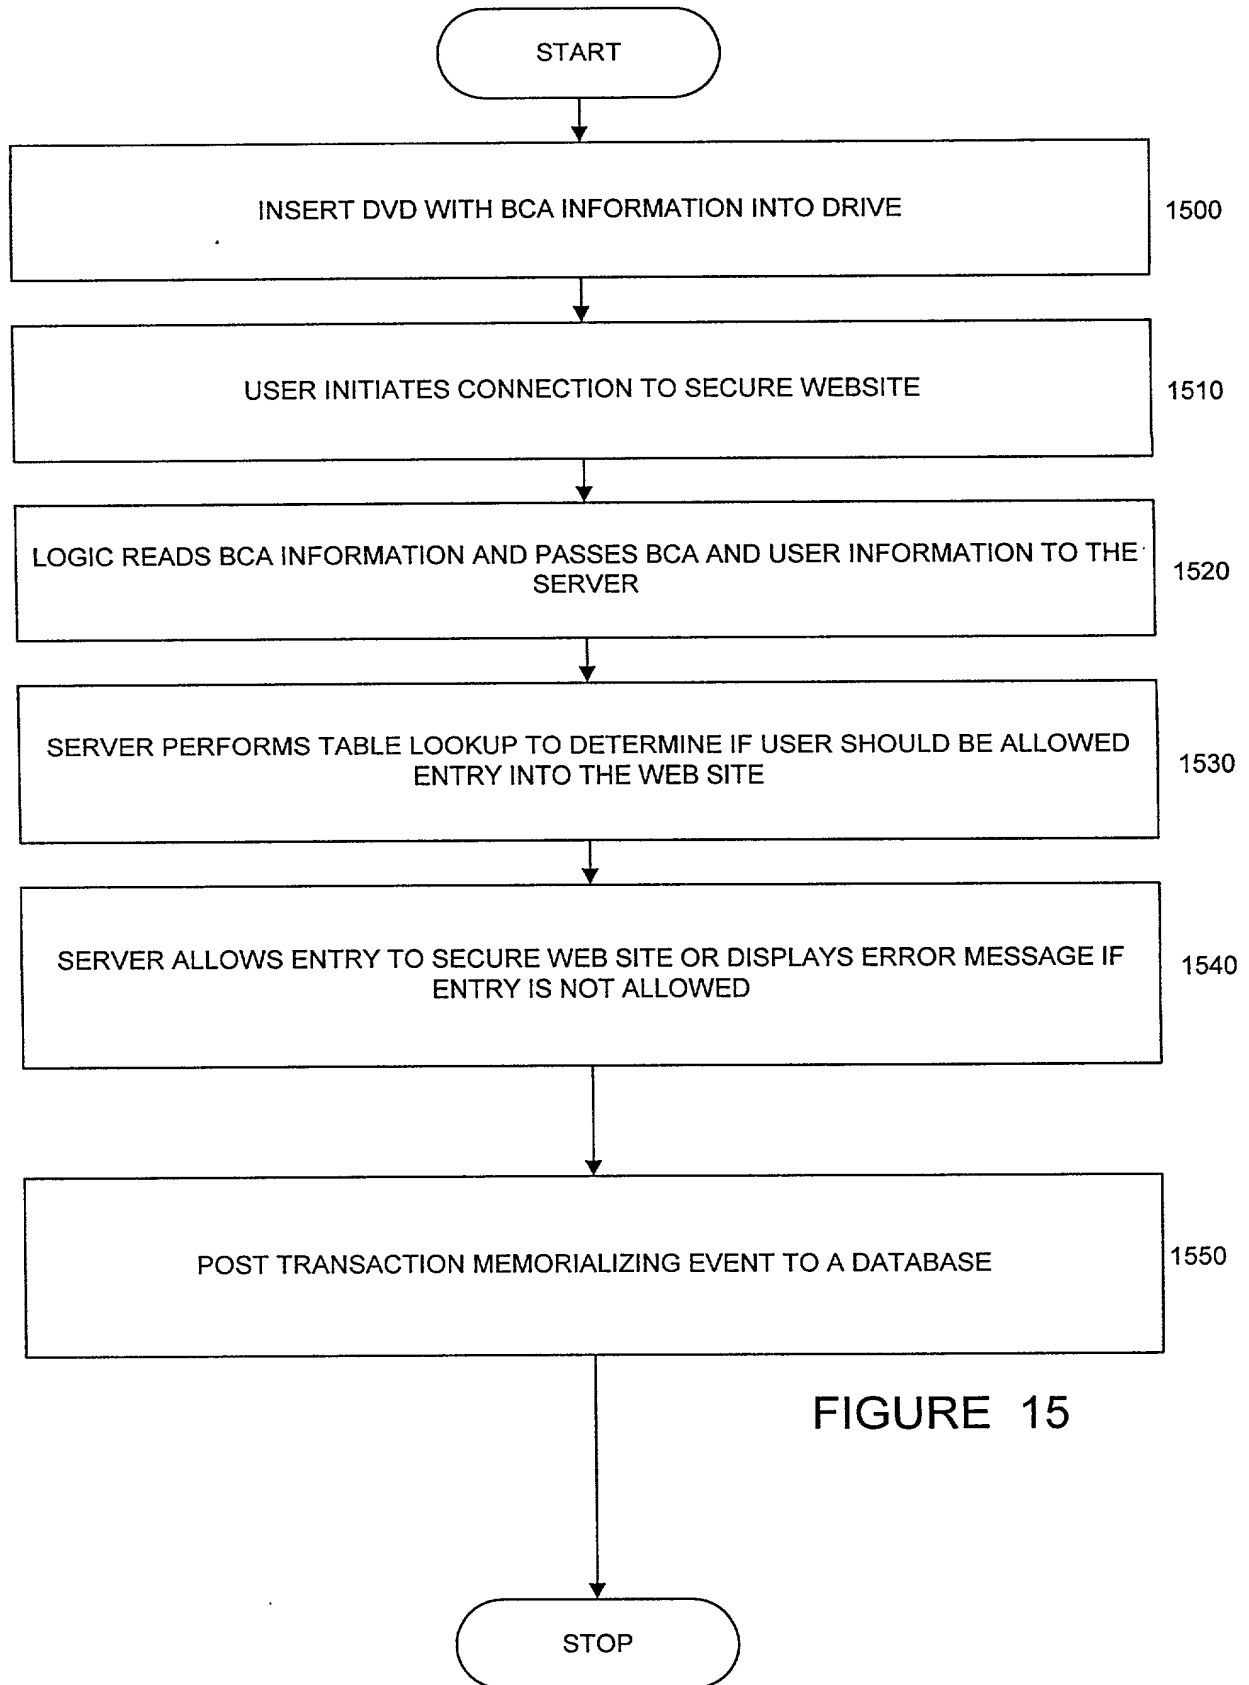 START
INSERT DVD WITH BCA INFORMATION INTO DRIVE
1500
USER INITIATES CONNECTION TO SECURE WEBSITE
1510
LOGIC READS BCA INFORMATION AND PASSES BCA AND USER INFORMATION TO THE
SERVER
1520
SERVER PERFORMS TABLE LOOKUP TO DETERMINE IF USER SHOULD BE ALLOWED
ENTRY INTO THE WEB SITE
1530
SERVER ALLOWS ENTRY TO SECURE WEB SITE OR DISPLAYS ERROR MESSAGE IF
ENTRY IS NOT ALLOWED
1540
POST TRANSACTION MEMORIALIZING EVENT TO A DATABASE
1550
FIGURE 15
STOP